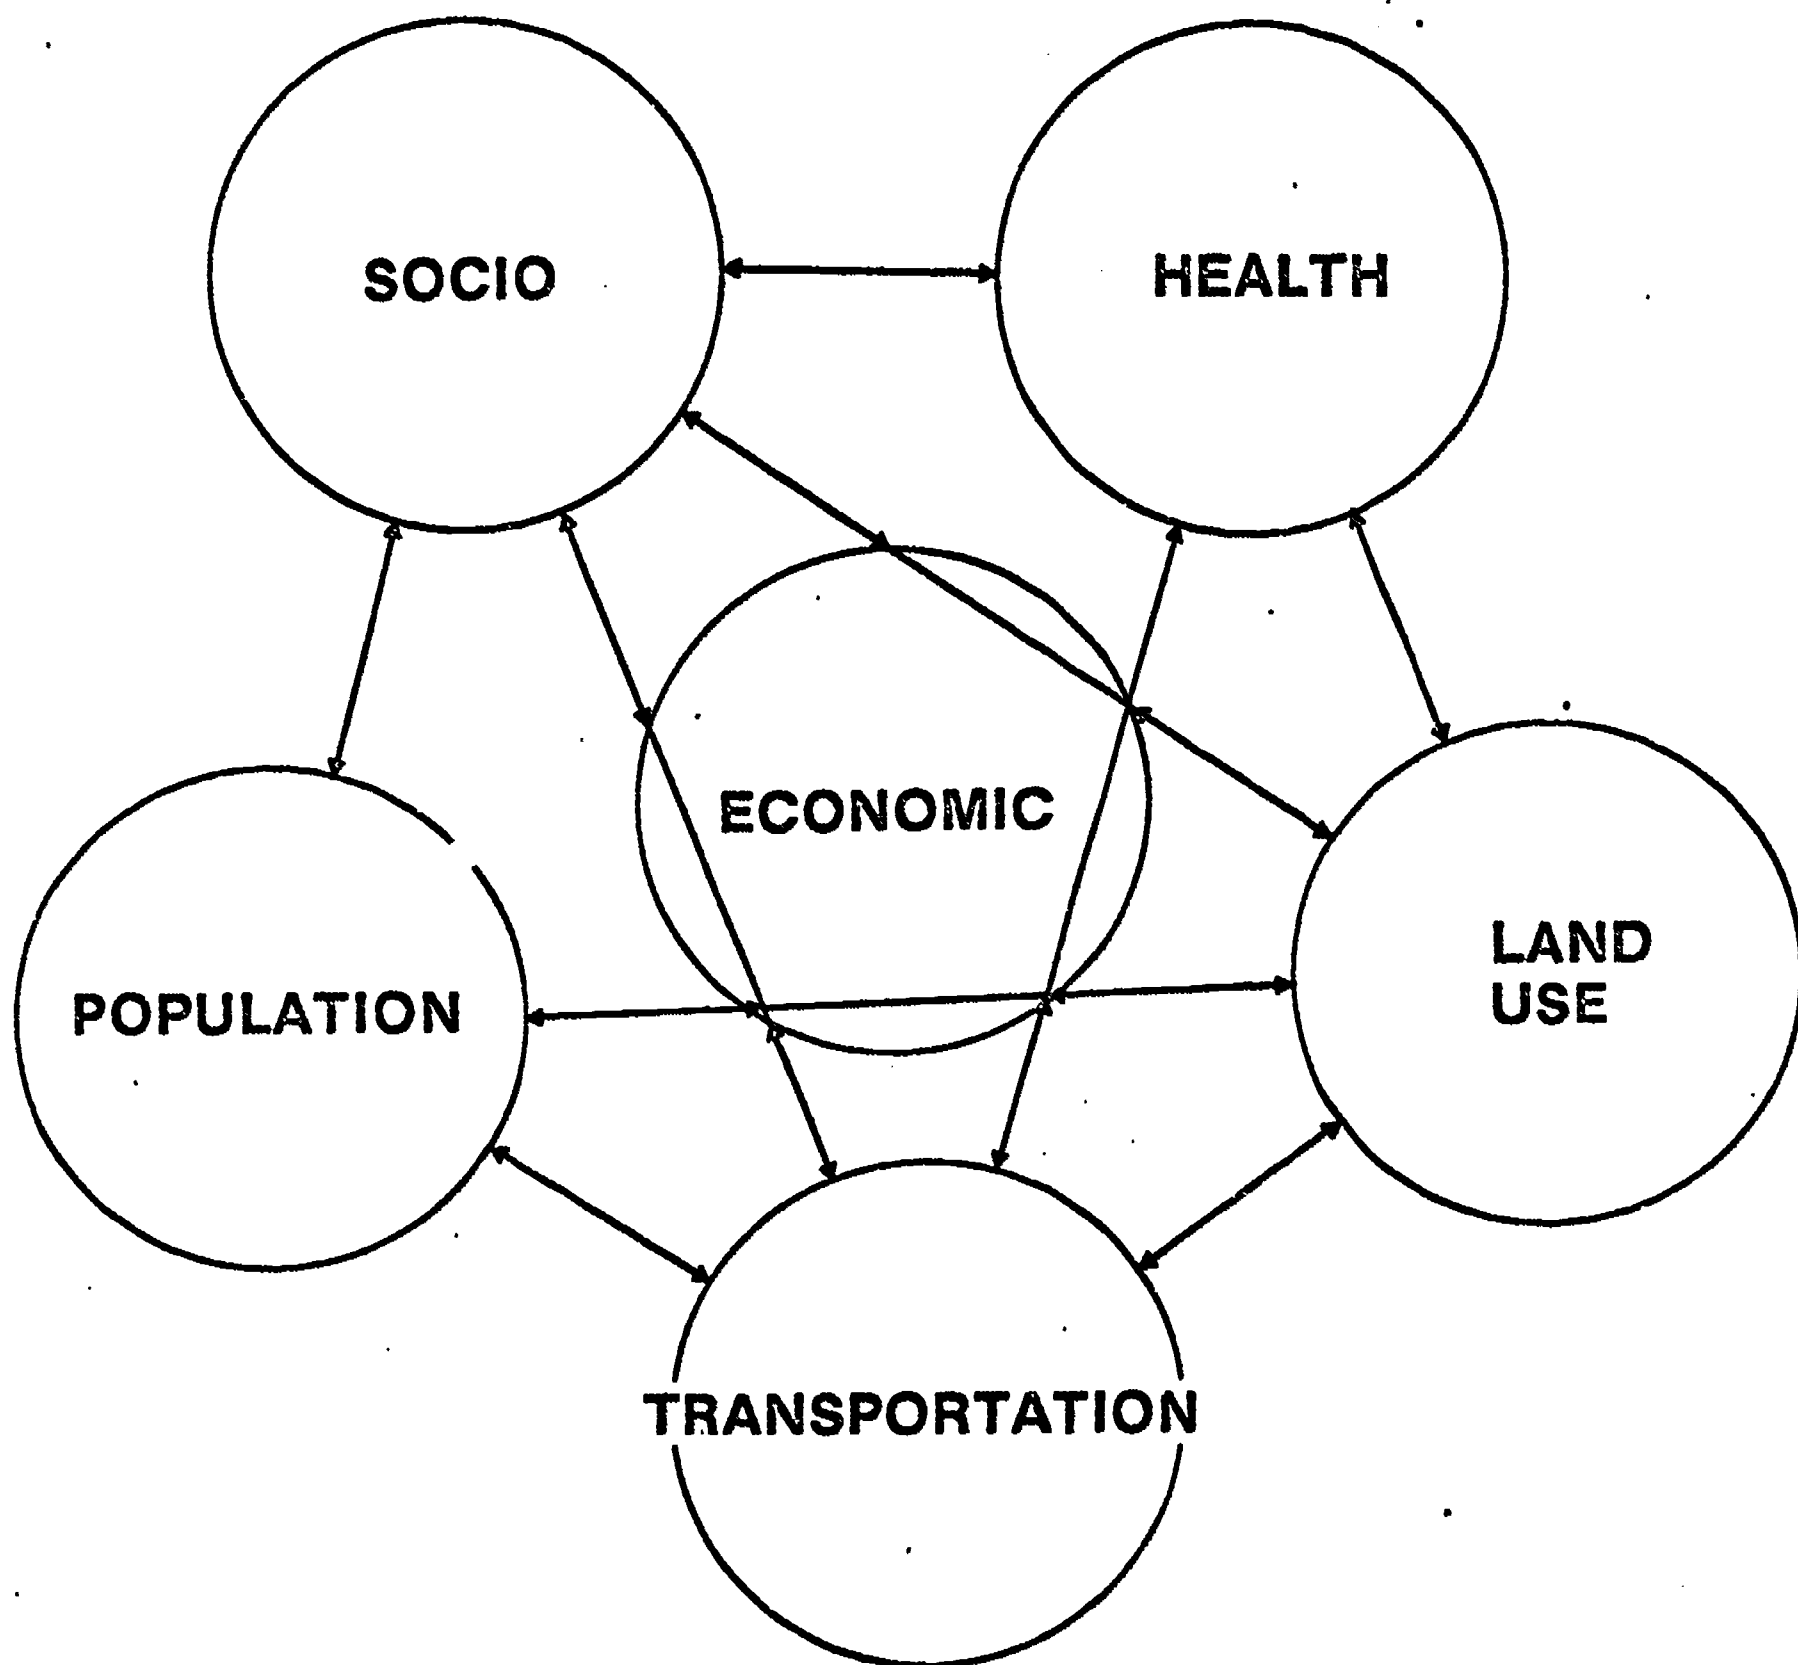 SOCIO
HEALTH
ECONOMIC
LAND
USE
POPULATION
TRANSPORTATION